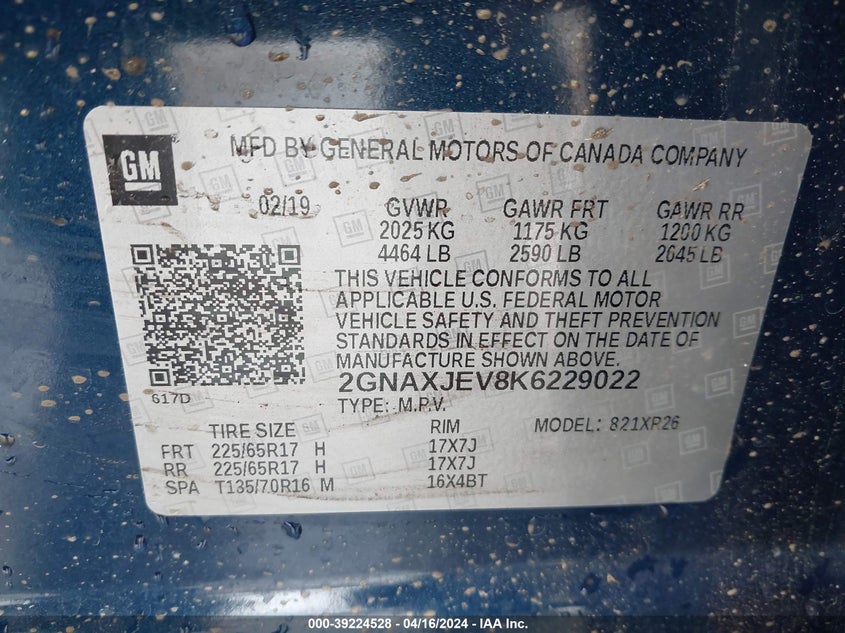 GM
MFD BY GENERAL MOTORS OF CANADA COMPANY
02/19 GVWR GAWR FRT GAWR RR
2025 KG 1175 KG 1200 KG
4464 LB 2590 LB 2645 LB
THIS VEHICLE CONFORMS TO ALL
APPLICABLE U.S. FEDERAL MOTOR
VEHICLE SAFETY AND THEFT PREVENTION
STANDARDS IN EFFECT ON THE DATE OF
MANUFACTURE SHOWN ABOVE.
617D
2GNAXJEV8K6229022
TYPE: M.P.V.
TIRE SIZE RIM MODEL: 821XR26
FRT 225/65R17 H 17X7J
RR 225/65R17 H 17X7J
SPA T135/70R16 M 16X4BT
000-39224528 - 04/16/2024 - IAA, Inc.